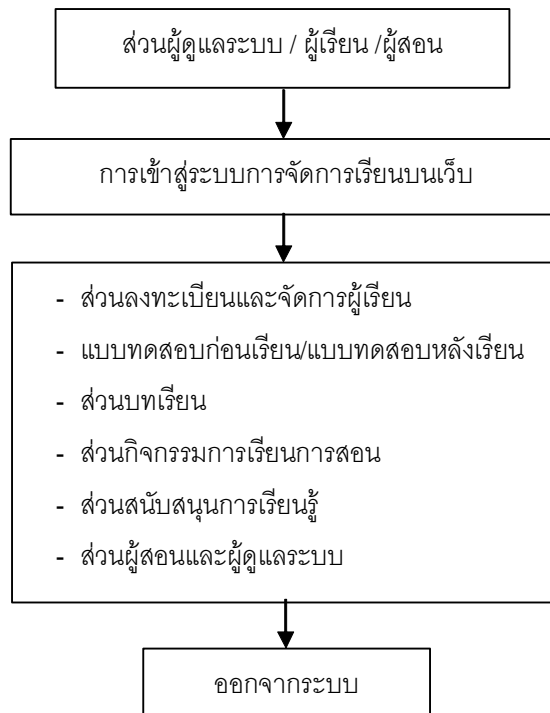 ส่วนผู้ดูแลระบบ / ผู้เรียน /ผู้สอน
การเข้าสู่ระบบการจัดการเรียนบนเว็บ
- ส่วนลงทะเบียนและจัดการผู้เรียน
- แบบทดสอบก่อนเรียน/แบบทดสอบหลังเรียน
- ส่วนบทเรียน
- ส่วนกิจกรรมการเรียนการสอน
- ส่วนสนับสนุนการเรียนรู้
- ส่วนผู้สอนและผู้ดูแลระบบ
ออกจากระบบ